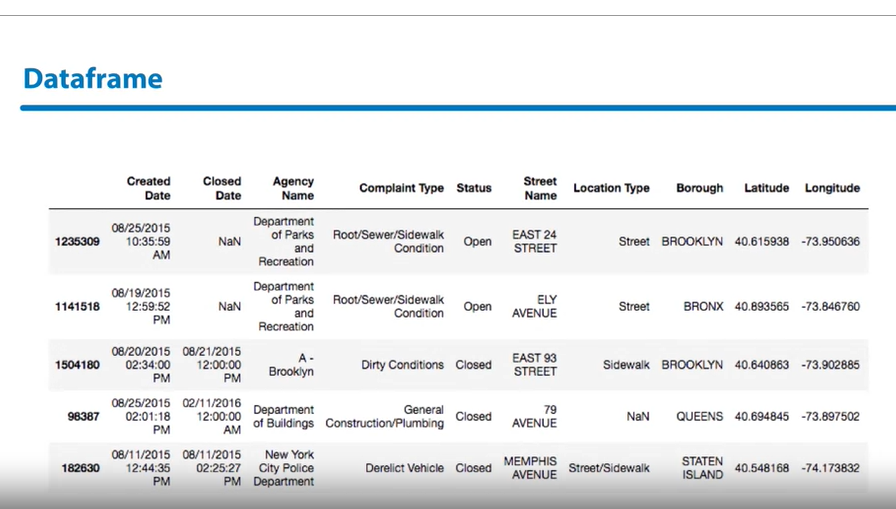 Dataframe
Created Date Closed Date Agency Name Complaint Type Status Street Name Location Type Borough Latitude Longitude
1235309 08/25/2015 10:35:59 AM NaN Department of Parks and Recreation Root/Sewer/Sidewalk Condition Open EAST 24 STREET Street BROOKLYN 40.615938 -73.950636
1141518 08/19/2015 12:59:52 PM NaN Department of Parks and Recreation Root/Sewer/Sidewalk Condition Open ELY AVENUE Street BRONX 40.893565 -73.846760
1504180 08/20/2015 02:34:00 PM 08/21/2015 12:00:00 PM A - Brooklyn Dirty Conditions Closed EAST 93 STREET Sidewalk BROOKLYN 40.640863 -73.902885
98387 08/25/2015 02:01:18 PM 02/11/2016 12:00:00 AM Department of Buildings General Construction/Plumbing Closed 79 AVENUE NaN QUEENS 40.694845 -73.897502
182630 08/11/2015 12:44:35 PM 08/11/2015 02:25:27 PM New York City Police Department Derelict Vehicle Closed MEMPHIS AVENUE Street/Sidewalk STATEN ISLAND 40.548168 -74.173832